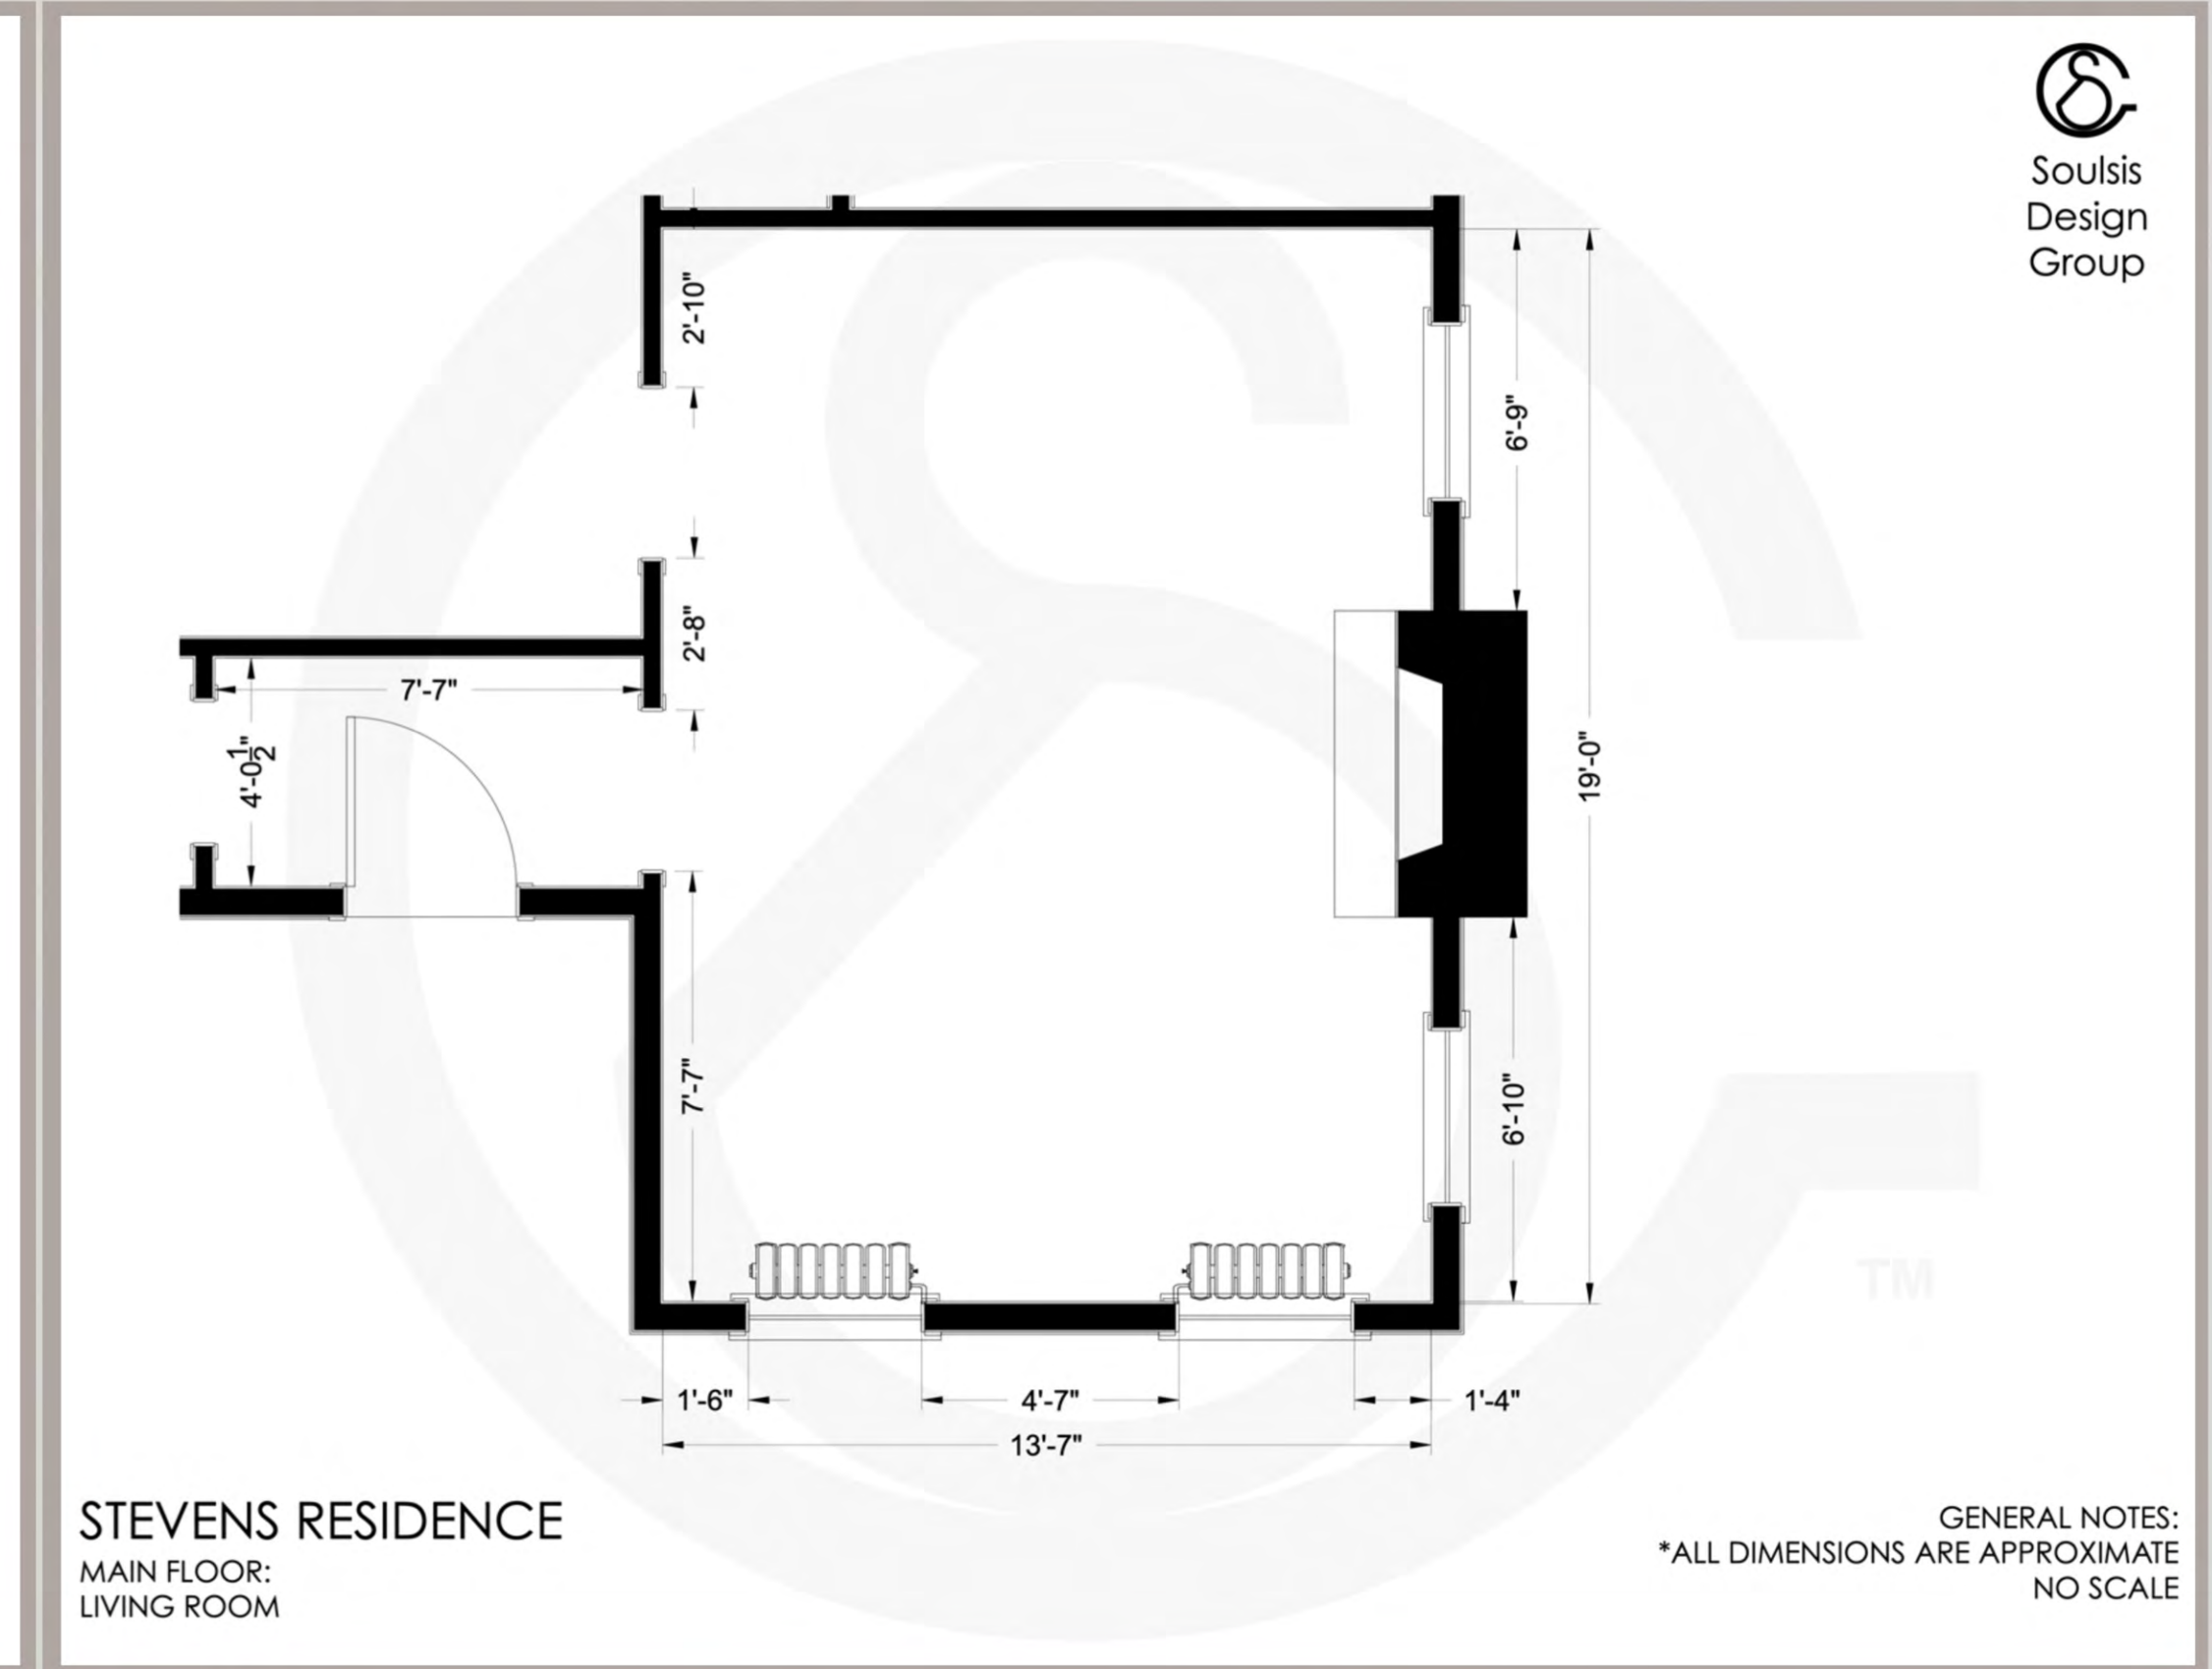 Soulsis
Design
Group
2'-10"
6'-9"
2'-8"
7'-7"
4'-0 1/2"
19'-0"
7'-7"
6'-10"
TM
1'-6"
4'-7"
1'-4"
13'-7"
STEVENS RESIDENCE
MAIN FLOOR:
LIVING ROOM
GENERAL NOTES:
*ALL DIMENSIONS ARE APPROXIMATE
NO SCALE